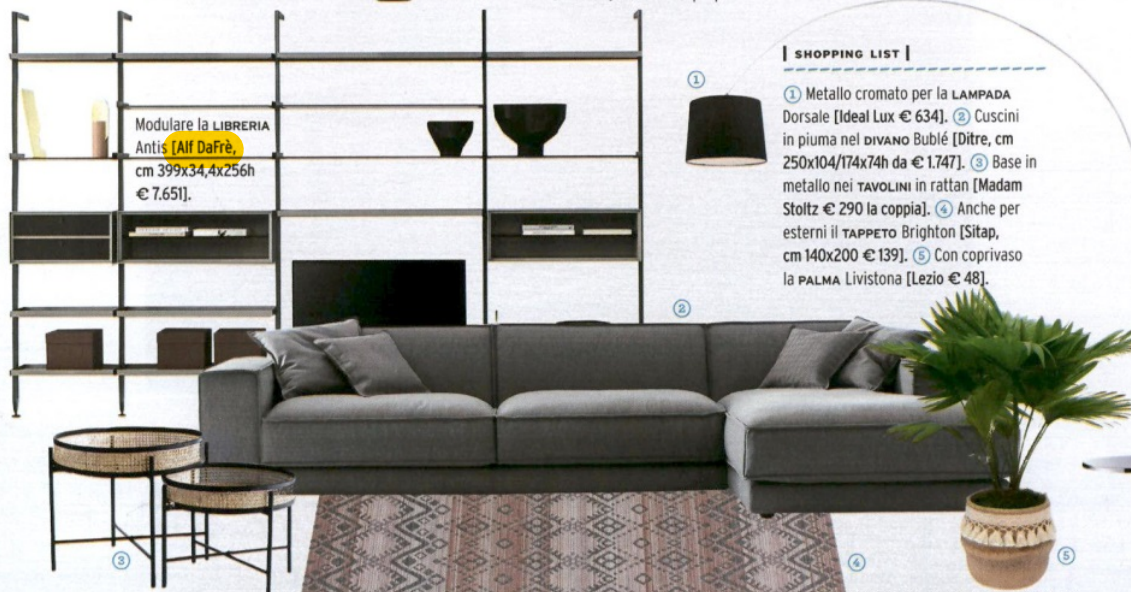 Modulare la LIBRERIA
Antis [Alf DaFrè,
cm 399x34,4x256h
€ 7.651].
| SHOPPING LIST |
① Metallo cromato per la LAMPADA
Dorsale [Ideal Lux € 634]. ② Cuscini
in piuma nel DIVANO Bublé [Ditre, cm
250x104/174x74h da € 1.747]. ③ Base in
metallo nei TAVOLINI in rattan [Madam
Stoltz € 290 la coppia]. ④ Anche per
esterni il TAPPETO Brighton [Sitap,
cm 140x200 € 139]. ⑤ Con coprivaso
la PALMA Livistona [Lezio € 48].
①
②
③
④
⑤